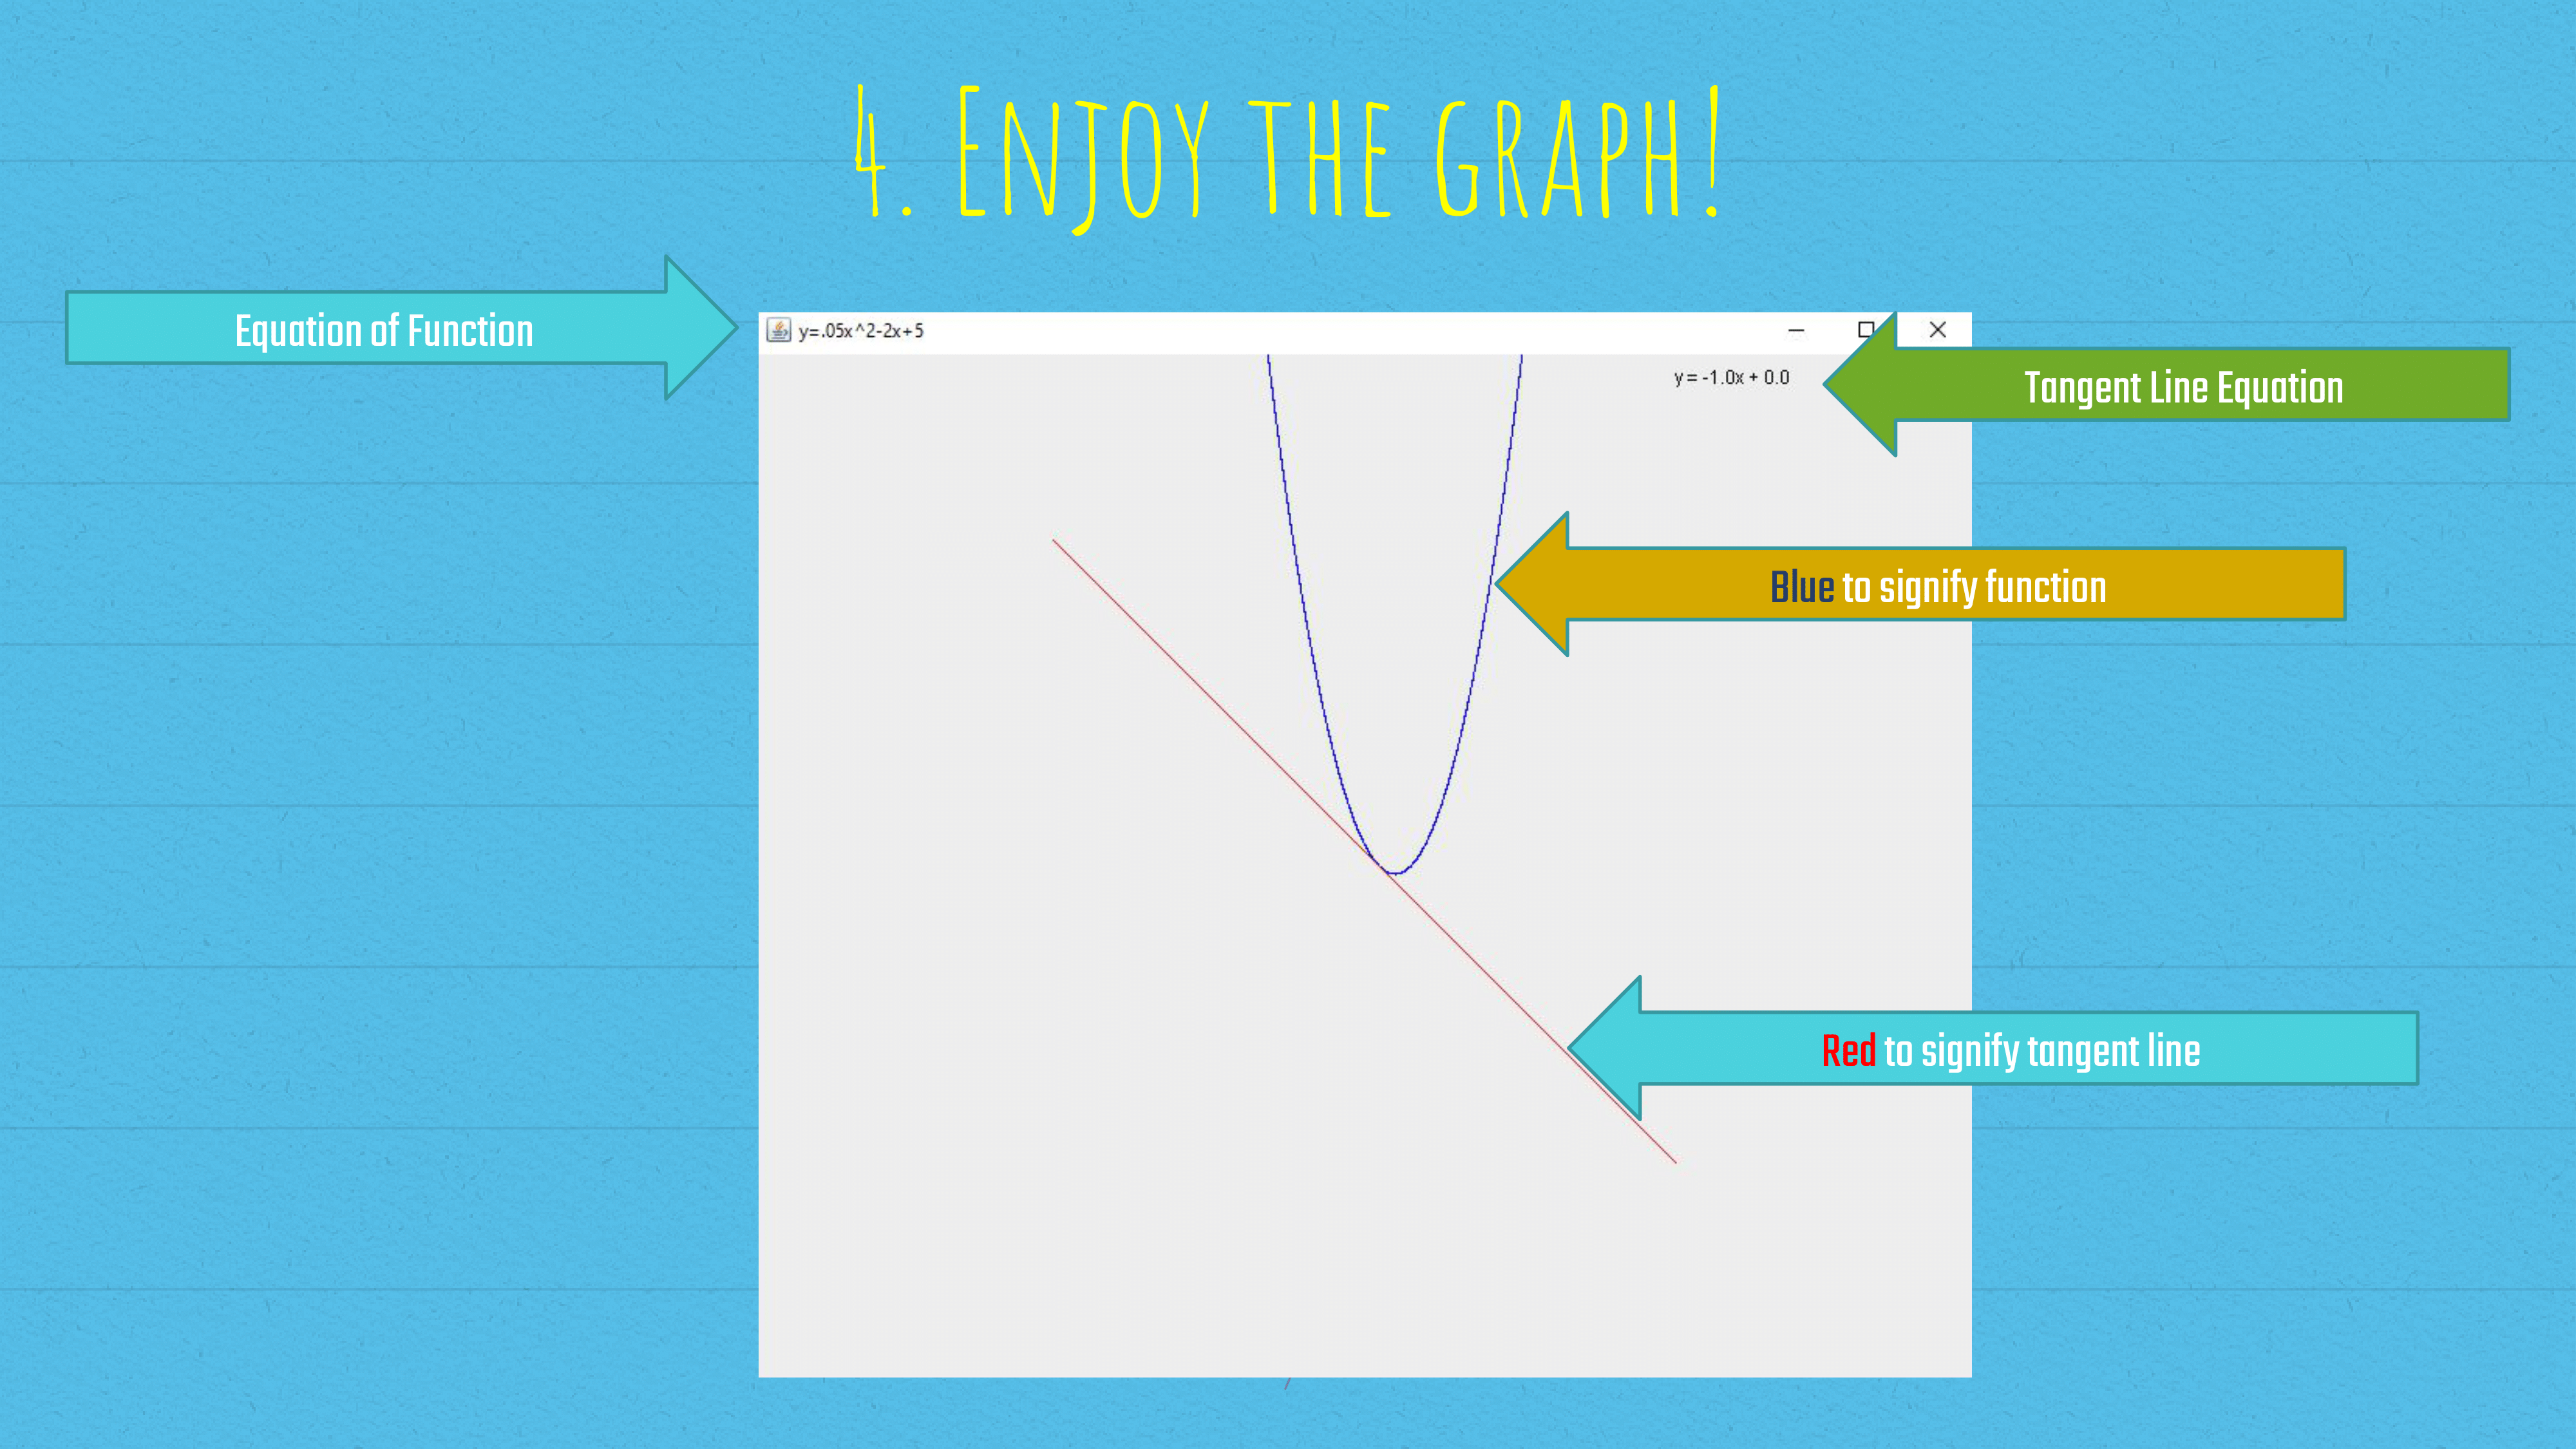 4. Enjoy the graph!
Equation of Function
y=.05x^2-2x+5
y = -1.0x + 0.0
Tangent Line Equation
Blue to signify function
Red to signify tangent line